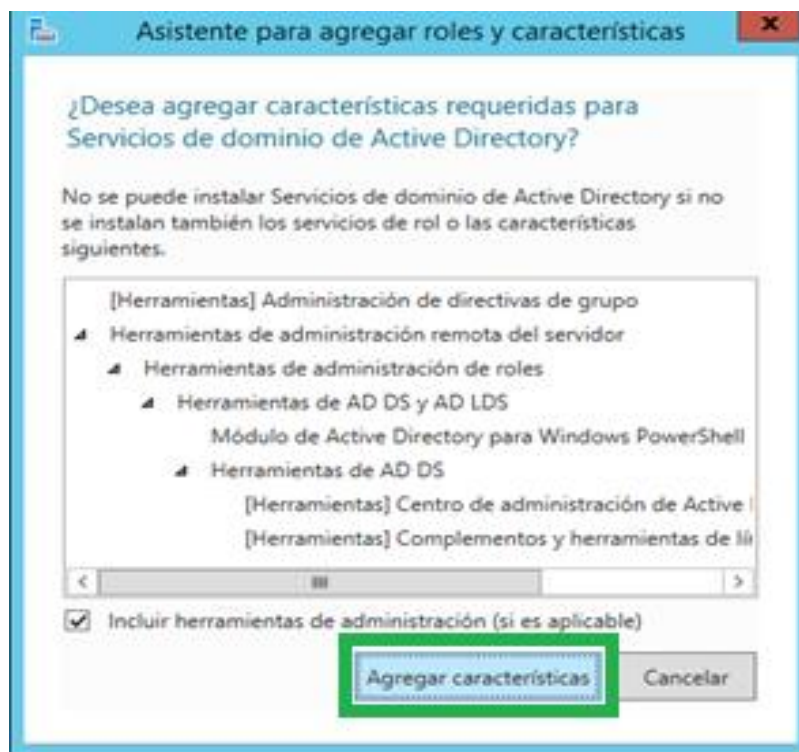 Asistente para agregar roles y características
¿Desea agregar características requeridas para
Servicios de dominio de Active Directory?
No se puede instalar Servicios de dominio de Active Directory si no
se instalan también los servicios de rol o las características
siguientes.
[Herramientas] Administración de directivas de grupo
Herramientas de administración remota del servidor
Herramientas de administración de roles
Herramientas de AD DS y AD LDS
Módulo de Active Directory para Windows PowerShell
Herramientas de AD DS
[Herramientas] Centro de administración de Active
[Herramientas] Complementos y herramientas de
Incluir herramientas de administración (si es aplicable)
Agregar características
Cancelar